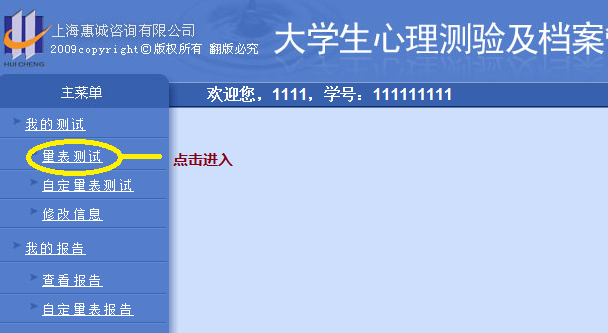 上海惠诚咨询有限公司
2009copyright©版权所有 翻版必究
HUI CHENG
大学生心理测验及档案
主菜单
欢迎您，1111，学号：111111111
我的测试
量表测试
点击进入
自定量表测试
修改信息
我的报告
查看报告
自定量表报告